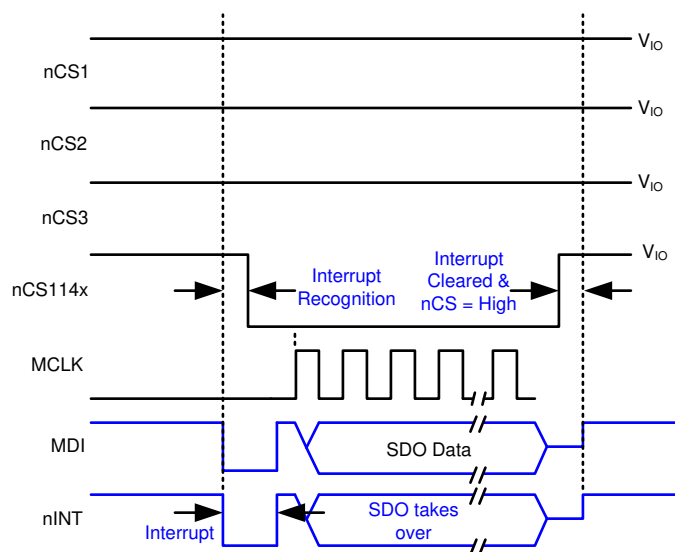 V_IO
nCS1
V_IO
nCS2
V_IO
nCS3
V_IO
nCS114x
Interrupt
Recognition
Interrupt
Cleared &
nCS = High
MCLK
MDI
SDO Data
nINT
Interrupt
SDO takes
over